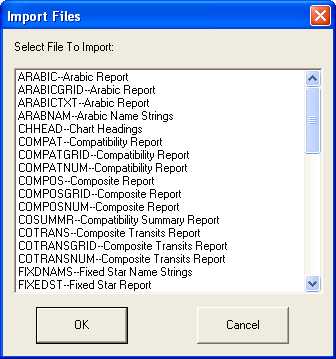 Import Files
Select File To Import:
ARABIC--Arabic Report
ARABICGRID--Arabic Report
ARABICTXT--Arabic Report
ARABNAM--Arabic Name Strings
CHHEAD--Chart Headings
COMPAT--Compatibility Report
COMPATGRID--Compatibility Report
COMPATNUM--Compatibility Report
COMPOS--Composite Report
COMPOSGRID--Composite Report
COMPOSNUM--Composite Report
COSUMMR--Compatibility Summary Report
COTRANS--Composite Transits Report
COTRANSGRID--Composite Transits Report
COTRANSNUM--Composite Transits Report
FIXDNAMS--Fixed Star Name Strings
FIXEDST--Fixed Star Report
OK Cancel